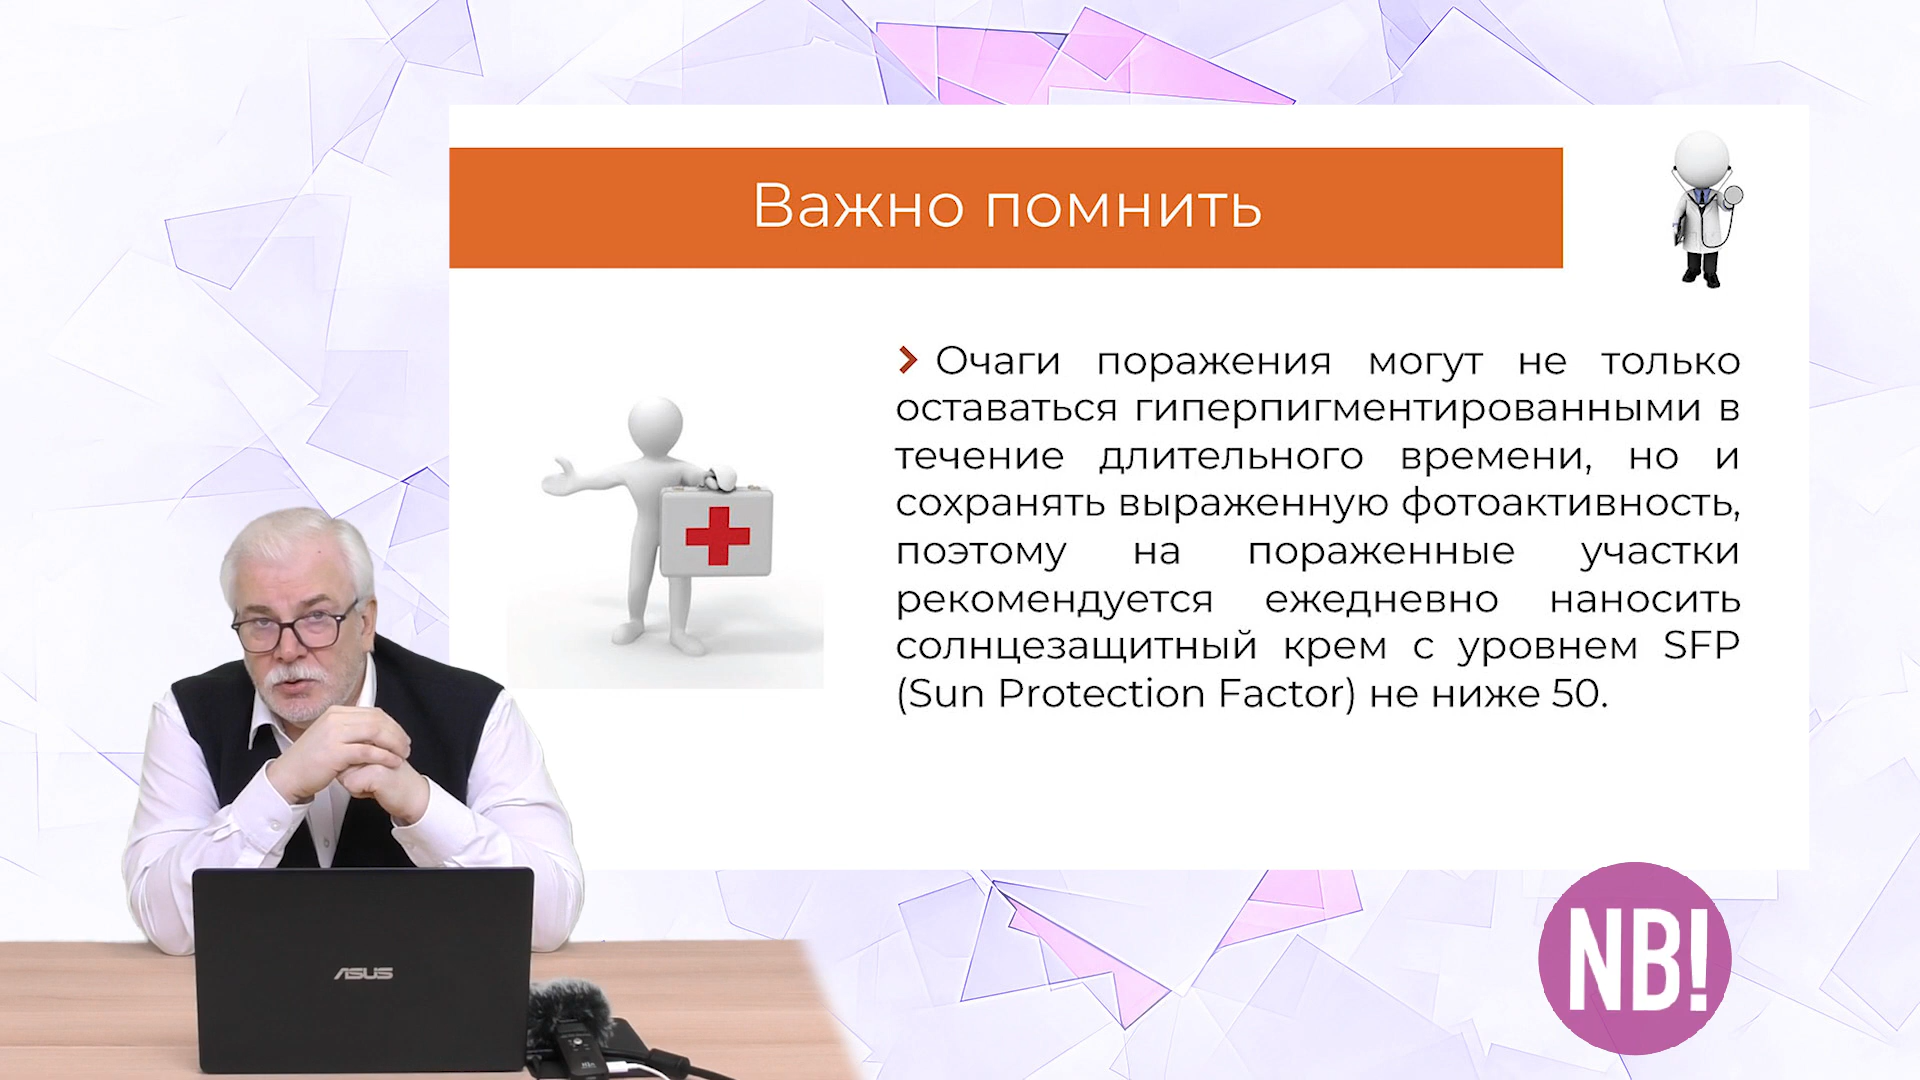 Важно помнить
Очаги поражения могут не только
оставаться гиперпигментированными в
течение длительного времени, но и
сохранять выраженную фотоактивность,
поэтому на пораженные участки
рекомендуется ежедневно наносить
солнцезащитный крем с уровнем SFP
(Sun Protection Factor) не ниже 50.
ASUS
NB!